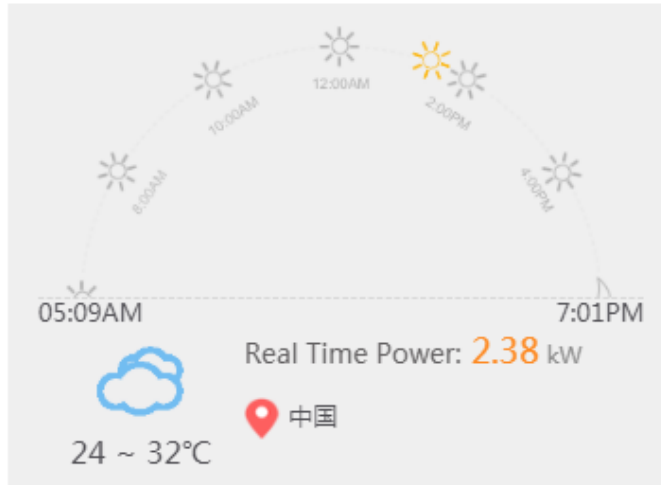 12:00AM
10:00AM
2:00PM
8:00AM
4:00PM
05:09AM
7:01PM
Real Time Power: 2.38 kW
中国
24 ~ 32℃